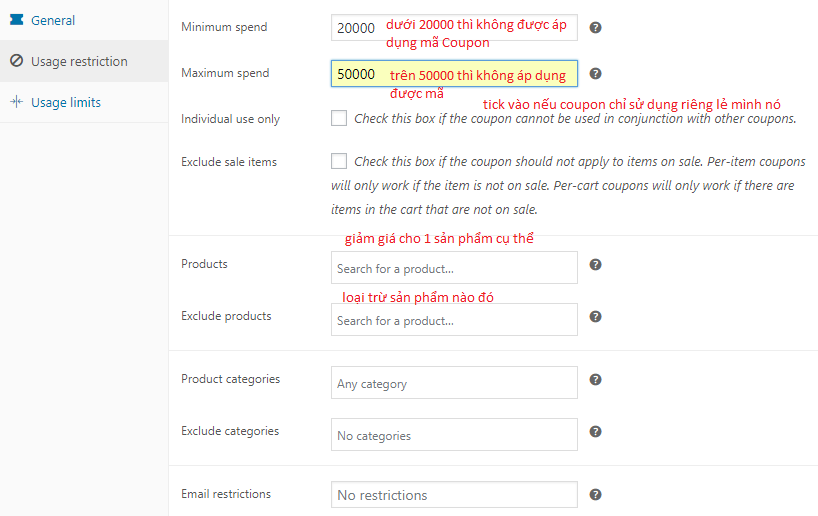 General
Usage restriction
Usage limits
Minimum spend
20000
dưới 20000 thì không được áp
dụng mã Coupon
Maximum spend
50000
trên 50000 thì không áp dụng
được mã
tick vào nếu coupon chỉ sử dụng riêng lẻ mình nó
Individual use only
Check this box if the coupon cannot be used in conjunction with other coupons.
Exclude sale items
Check this box if the coupon should not apply to items on sale. Per-item coupons
will only work if the item is not on sale. Per-cart coupons will only work if there are
items in the cart that are not on sale.
giảm giá cho 1 sản phẩm cụ thể
Products
Search for a product...
loại trừ sản phẩm nào đó
Exclude products
Search for a product...
Product categories
Any category
Exclude categories
No categories
Email restrictions
No restrictions